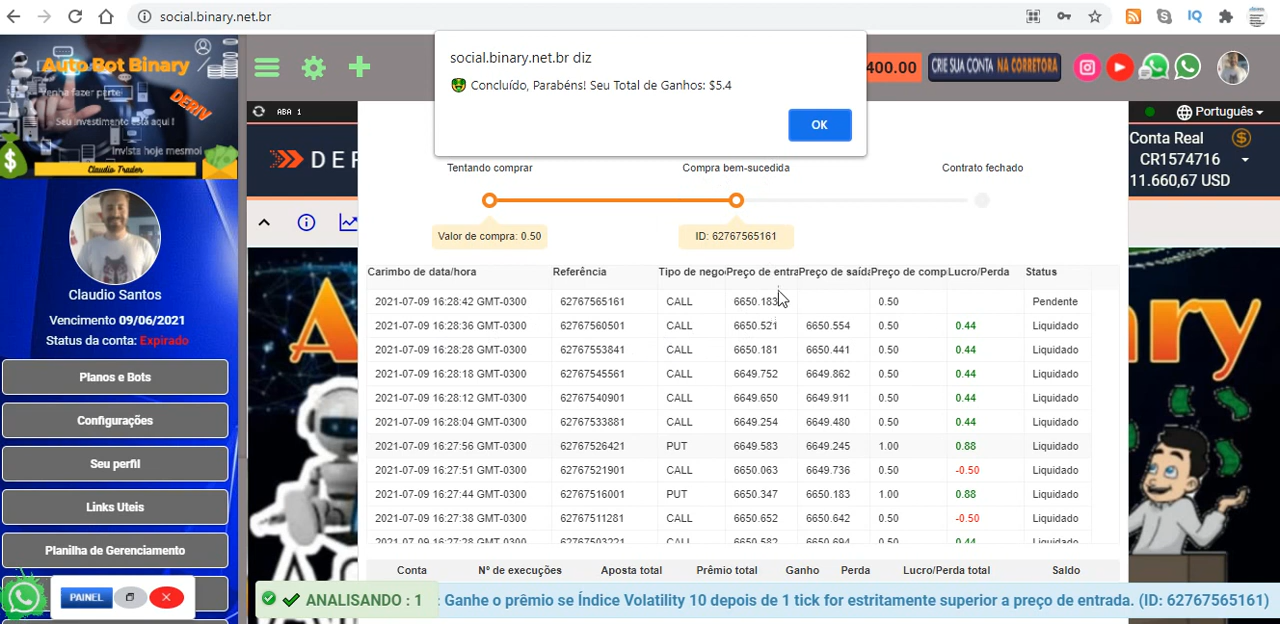 social.binary.net.br
IQ
Auto Bot Binary
Venha fazer parte!
DERIV
Seu investimento está aqui !
Invista hoje mesmo!
Claudio Trader
Claudio Santos
Vencimento 09/06/2021
Status da conta: Expirado
Planos e Bots
Configurações
Seu perfil
Links Uteis
Planilha de Gerenciamento
PAINEL
social.binary.net.br diz
Concluído, Parabéns! Seu Total de Ganhos: $5.4
OK
400.00
CRIE SUA CONTA NA CORRETORA
ABA 1
Português
DER
Conta Real
CR1574716
11.660,67 USD
Tentando comprar Compra bem-sucedida Contrato fechado
Valor de compra: 0.50 ID: 62767565161
Carimbo de data/hora Referência Tipo de nego Preço de entra Preço de saída Preço de comp Lucro/Perda Status
2021-07-09 16:28:42 GMT-0300 62767565161 CALL 6650.183 0.50 Pendente
2021-07-09 16:28:36 GMT-0300 62767560501 CALL 6650.521 6650.554 0.50 0.44 Liquidado
2021-07-09 16:28:28 GMT-0300 62767553841 CALL 6650.181 6650.441 0.50 0.44 Liquidado
2021-07-09 16:28:18 GMT-0300 62767545561 CALL 6649.752 6649.862 0.50 0.44 Liquidado
2021-07-09 16:28:12 GMT-0300 62767540901 CALL 6649.650 6649.911 0.50 0.44 Liquidado
2021-07-09 16:28:04 GMT-0300 62767533881 CALL 6649.254 6649.480 0.50 0.44 Liquidado
2021-07-09 16:27:56 GMT-0300 62767526421 PUT 6649.583 6649.245 1.00 0.88 Liquidado
2021-07-09 16:27:51 GMT-0300 62767521901 CALL 6650.063 6649.736 0.50 -0.50 Liquidado
2021-07-09 16:27:44 GMT-0300 62767516001 PUT 6650.347 6650.183 1.00 0.88 Liquidado
2021-07-09 16:27:38 GMT-0300 62767511281 CALL 6650.652 6650.642 0.50 -0.50 Liquidado
Conta Nº de execuções Aposta total Prêmio total Ganho Perda Lucro/Perda total Saldo
ANALISANDO : 1 : Ganhe o prêmio se Índice Volatility 10 depois de 1 tick for estritamente superior a preço de entrada. (ID: 62767565161)